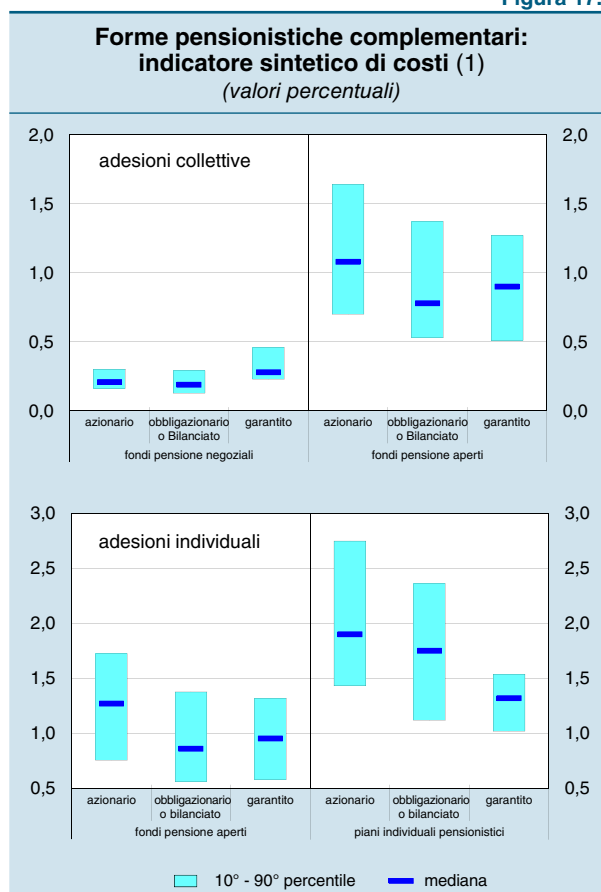 Figura 17.
Forme pensionistiche complementari:
indicatore sintetico di costi (1)
(valori percentuali)
2,0 2,0
adesioni collettive
1,5 1,5
1,0 1,0
0,5 0,5
0,0 0,0
azionario obbligazionario garantito azionario obbligazionario garantito
o Bilanciato o Bilanciato
fondi pensione negoziali fondi pensione aperti
3,0 3,0
adesioni individuali
2,5 2,5
2,0 2,0
1,5 1,5
1,0 1,0
0,5 0,5
azionario obbligazionario garantito azionario obbligazionario garantito
o bilanciato o bilanciato
fondi pensione aperti piani individuali pensionistici
10° - 90° percentile mediana